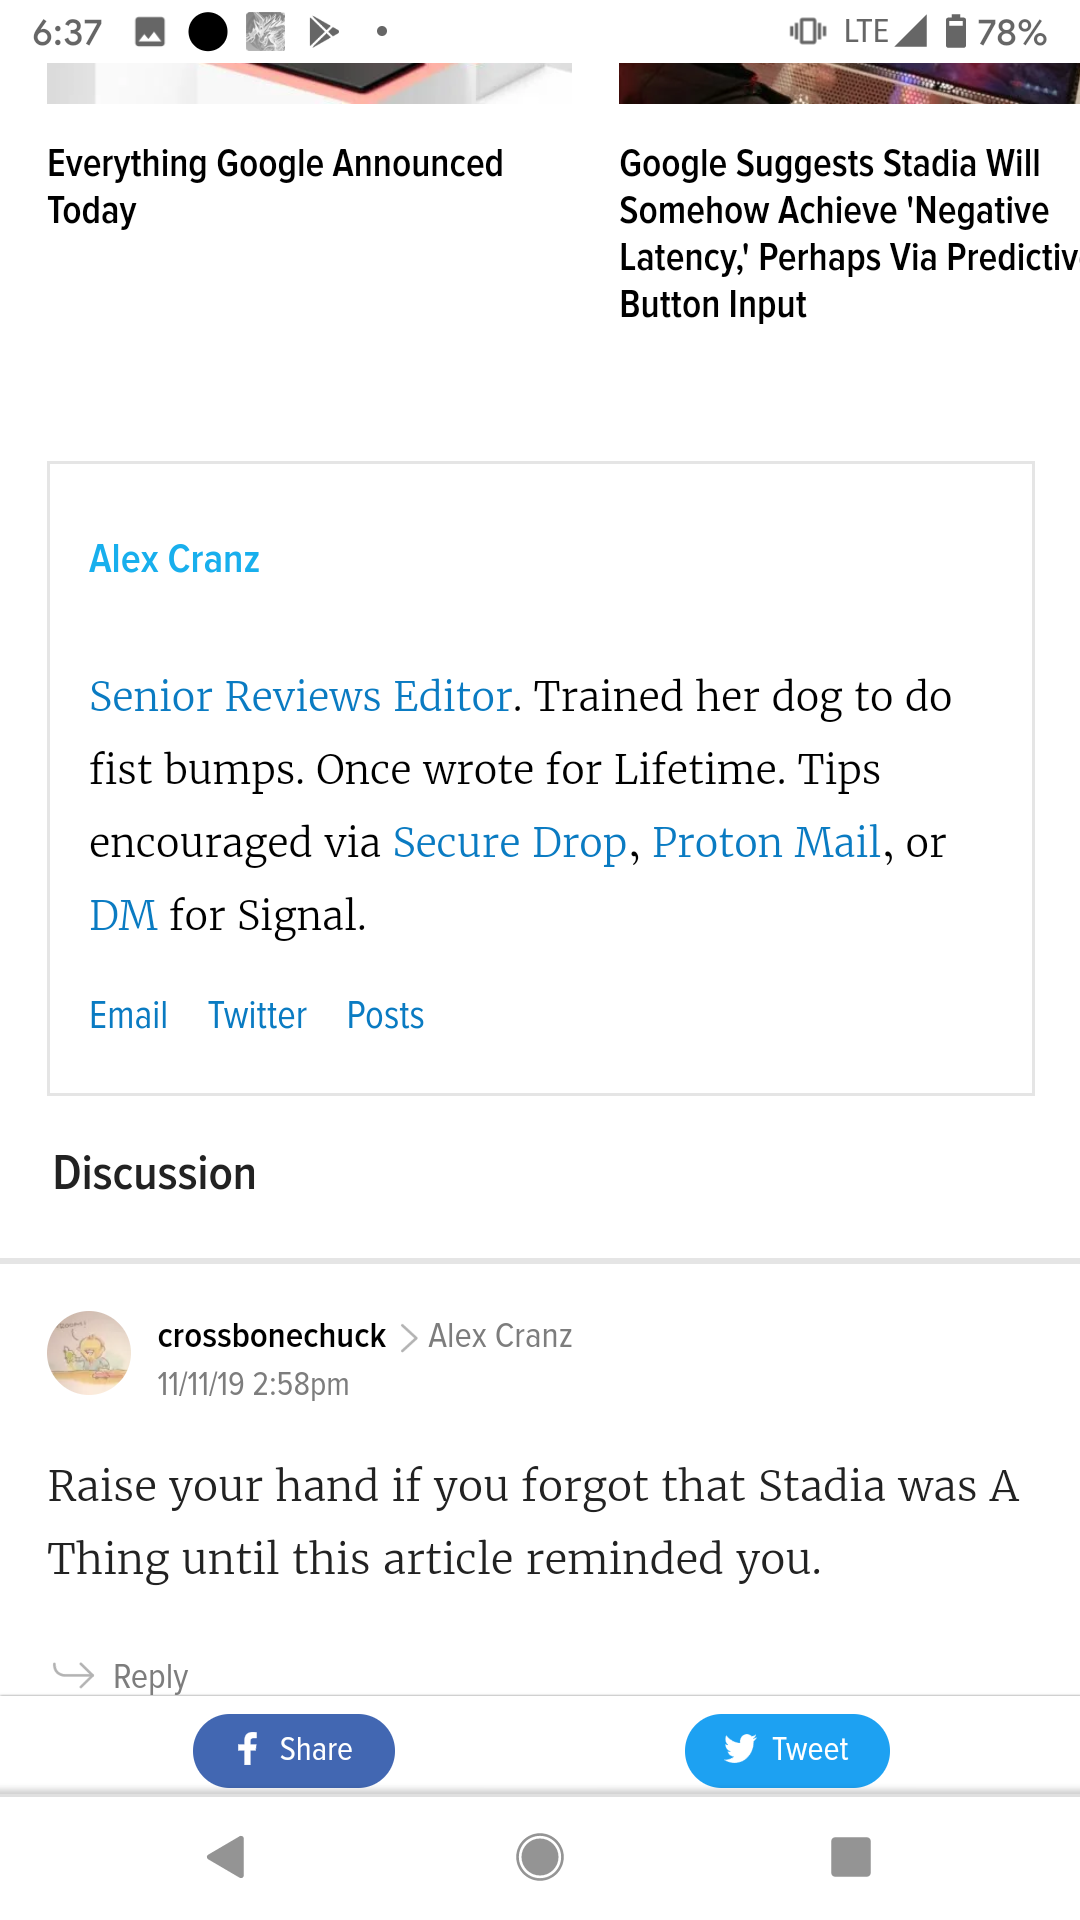 6:37 LTE 78%
Everything Google Announced
Today
Google Suggests Stadia Will
Somehow Achieve 'Negative
Latency,' Perhaps Via Predictiv
Button Input
Alex Cranz
Senior Reviews Editor. Trained her dog to do
fist bumps. Once wrote for Lifetime. Tips
encouraged via Secure Drop, Proton Mail, or
DM for Signal.
Email Twitter Posts
Discussion
crossbonechuck Alex Cranz
11/11/19 2:58pm
Raise your hand if you forgot that Stadia was A
Thing until this article reminded you.
Reply
Share Tweet